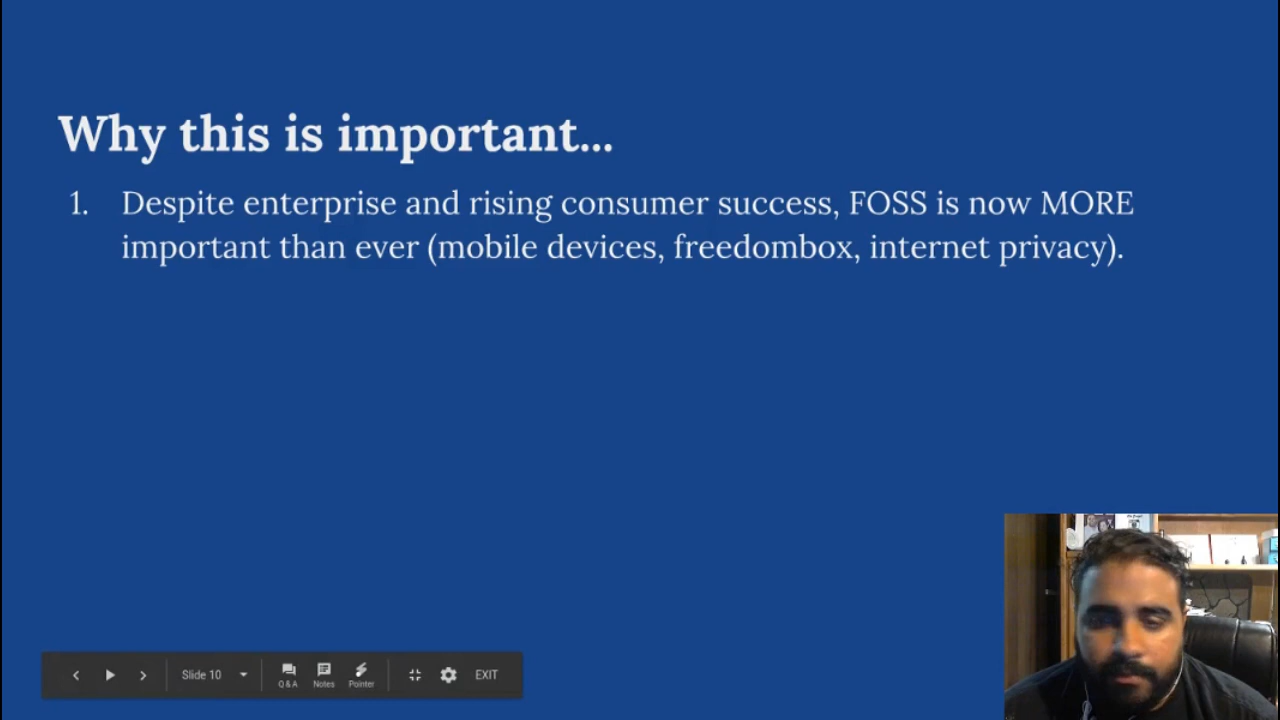 Why this is important...
1. Despite enterprise and rising consumer success, FOSS is now MORE
important than ever (mobile devices, freedombox, internet privacy).
Slide 10
Q & A
Notes
Pointer
EXIT